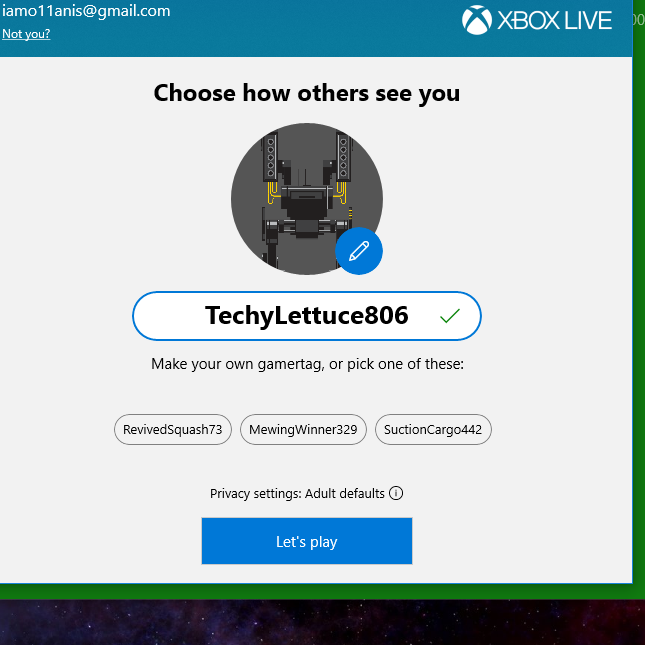 iamo11anis@gmail.com
XBOX LIVE
Not you?
Choose how others see you
TechyLettuce806
Make your own gamertag, or pick one of these:
RevivedSquash73
MewingWinner329
SuctionCargo442
Privacy settings: Adult defaults
Let's play